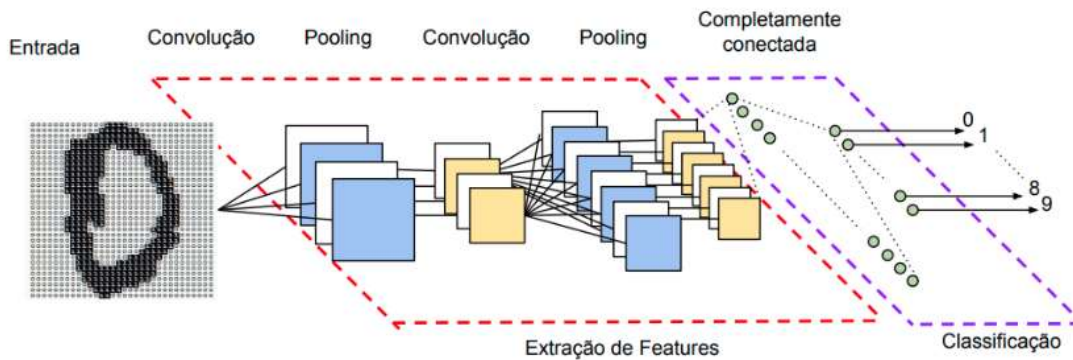 Entrada
Convolução
Pooling
Convolução
Pooling
Completamente
conectada
0
1
8
9
Extração de Features
Classificação